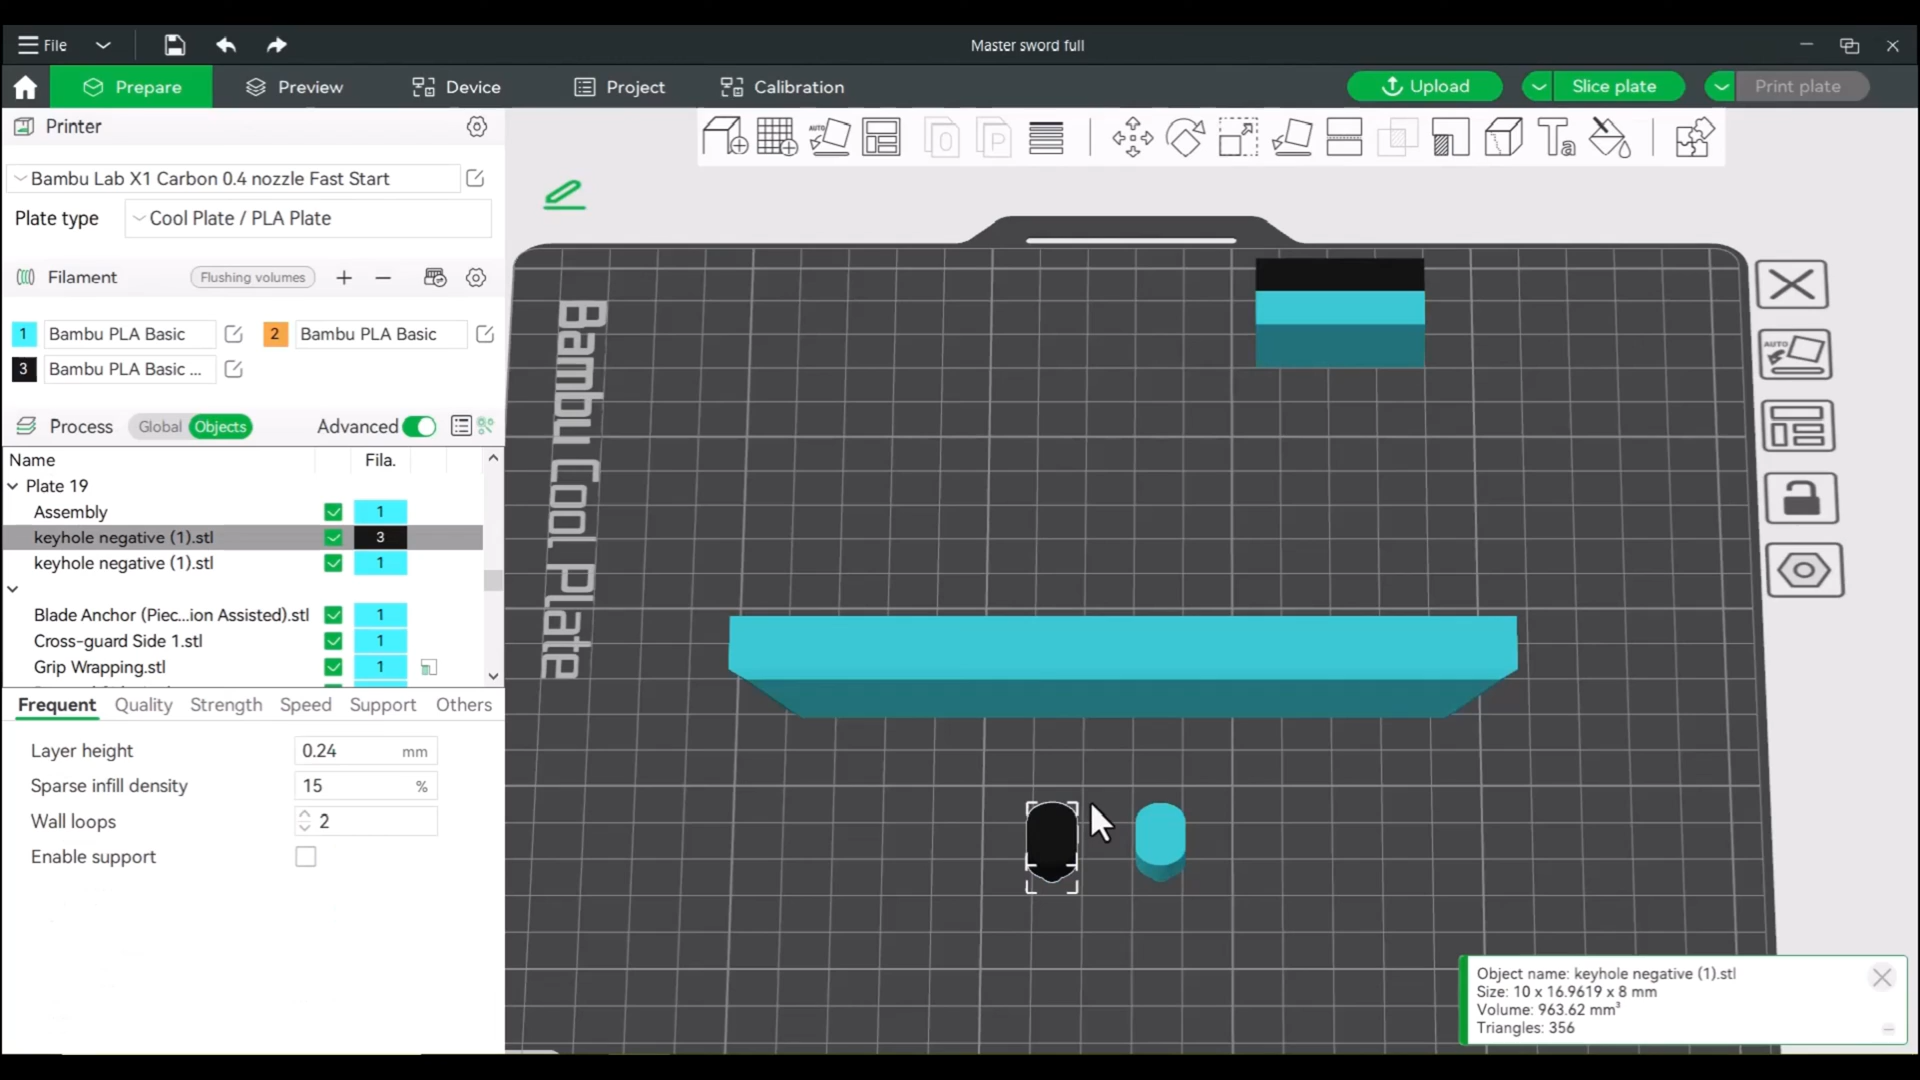 File
Master sword full
Prepare
Preview
Device
Project
Calibration
Upload
Slice plate
Print plate
Printer
Bambu Lab X1 Carbon 0.4 nozzle Fast Start
Plate type
Cool Plate / PLA Plate
Filament
Flushing volumes
1
Bambu PLA Basic
2
Bambu PLA Basic
3
Bambu PLA Basic ...
Process
Global
Objects
Advanced
Name
Fila.
Plate 19
Assembly
1
keyhole negative (1).stl
3
keyhole negative (1).stl
1
Blade Anchor (Piec...ion Assisted).stl
1
Cross-guard Side 1.stl
1
Grip Wrapping.stl
1
Frequent
Quality
Strength
Speed
Support
Others
Layer height
0.24
mm
Sparse infill density
15
%
Wall loops
2
Enable support
AUTO
O
P
Ta
Bambu Cool Plate
AUTO
Object name: keyhole negative (1).stl
Size: 10 x 16.9619 x 8 mm
Volume: 963.62 mm³
Triangles: 356